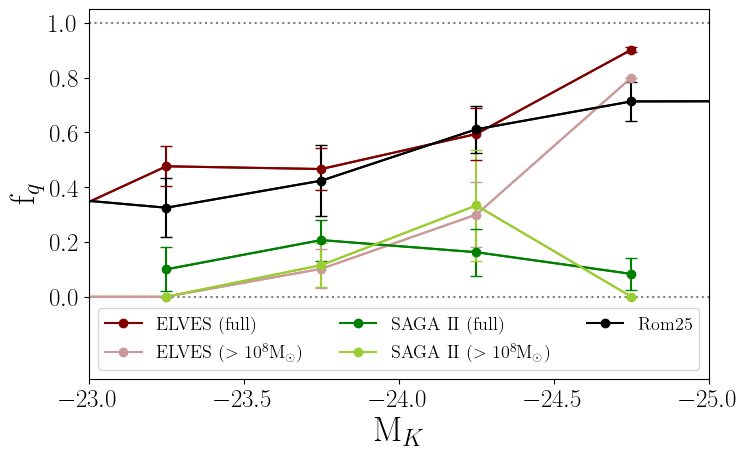 1.0
0.8
0.6
0.4
0.2
0.0
f_q
ELVES (full)
ELVES (> 10^8 M_☉)
SAGA II (full)
SAGA II (> 10^8 M_☉)
Rom25
−23.0 −23.5 −24.0 −24.5 −25.0
M_K